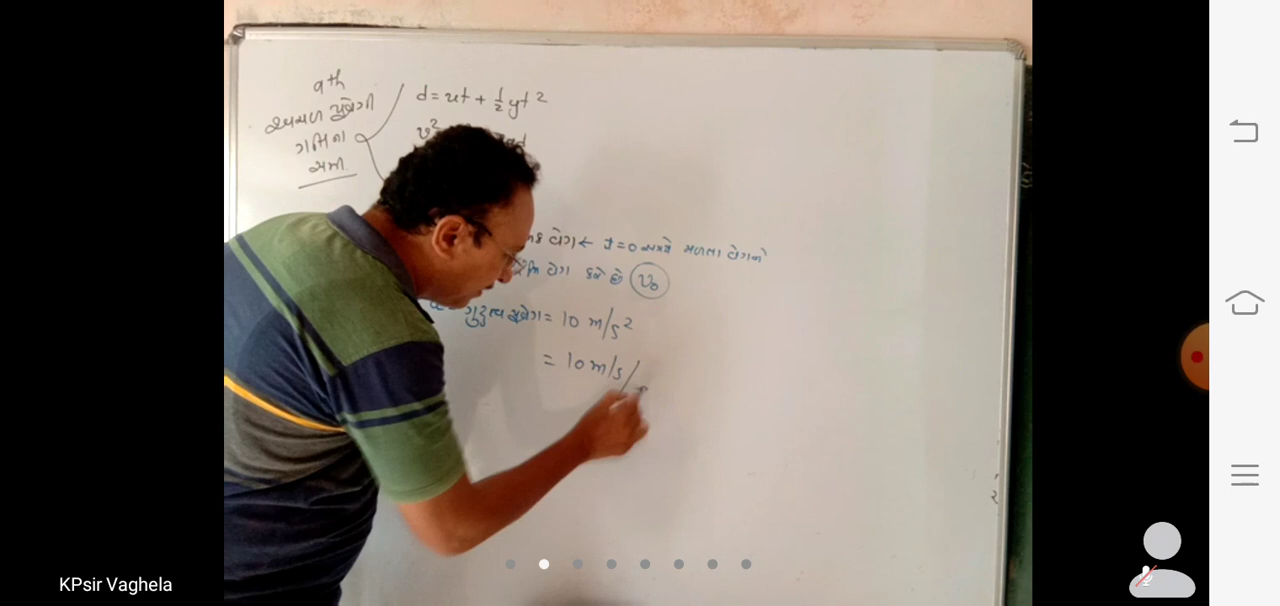 9th
અચળ પ્રવેગી
ગતિના
સમી
d = ut + 1/2 gt²
v²
વેગ ← t = 0 સમયે મળતા વેગને
વેગ કહે છે v₀
ગુરુત્વ પ્રવેગ = 10 m/s²
= 10 m/s/
KPsir Vaghela